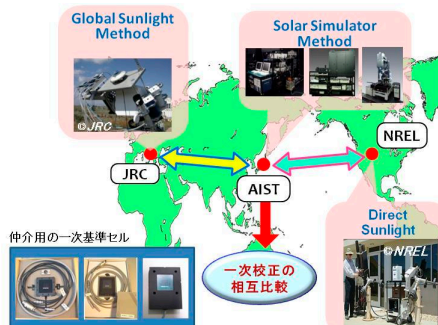 Global Sunlight
Method
Solar Simulator
Method
©JRC
NREL
JRC
AIST
Direct
Sunlight
仲介用の一次基準セル
©NREL
一次校正の
相互比較